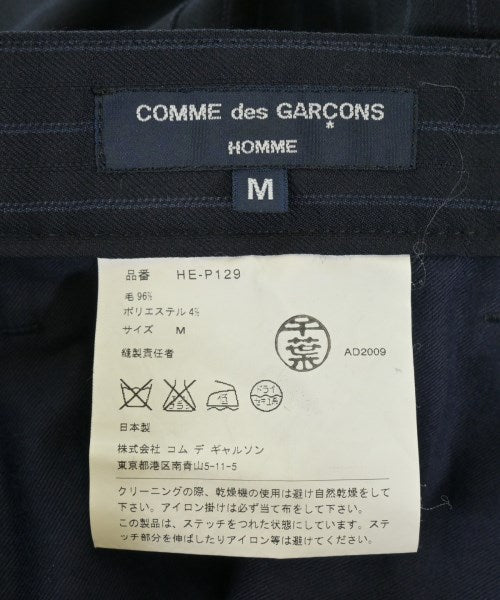 COMME des GARÇONS
*
HOMME
M
品番 HE-P129
毛 96%
ポリエステル 4%
サイズ M
縫製責任者
千葉
AD2009
日本製
株式会社 コム デ ギャルソン
東京都港区南青山5-11-5
クリーニングの際、乾燥機の使用は避け自然乾燥をして
下さい。アイロン掛けは必ず当て布をして下さい。
この製品は、ステッチをつれた状態にしています。ステ
ッチ部分を伸ばしたりアイロン等は避けてください。